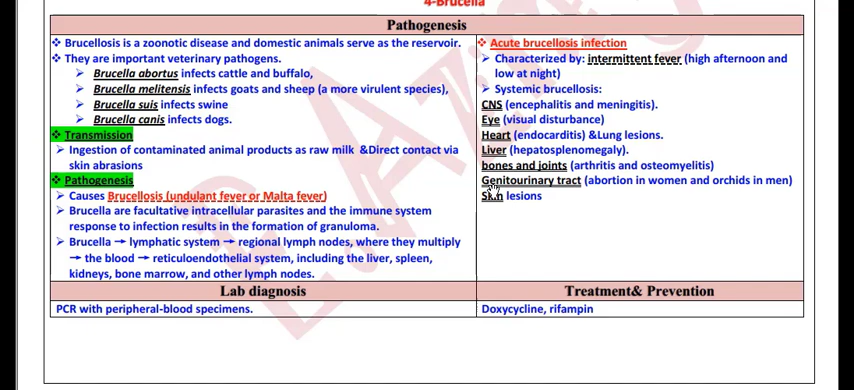 4-Brucella
Pathogenesis
❖ Brucellosis is a zoonotic disease and domestic animals serve as the reservoir.
❖ They are important veterinary pathogens.
➤ Brucella abortus infects cattle and buffalo,
➤ Brucella melitensis infects goats and sheep (a more virulent species),
➤ Brucella suis infects swine
➤ Brucella canis infects dogs.
❖ Transmission
➤ Ingestion of contaminated animal products as raw milk &Direct contact via
skin abrasions
❖ Pathogenesis
➤ Causes Brucellosis (undulant fever or Malta fever)
➤ Brucella are facultative intracellular parasites and the immune system
response to infection results in the formation of granuloma.
➤ Brucella → lymphatic system → regional lymph nodes, where they multiply
→ the blood → reticuloendothelial system, including the liver, spleen,
kidneys, bone marrow, and other lymph nodes.
❖ Acute brucellosis infection
➤ Characterized by: intermittent fever (high afternoon and
low at night)
➤ Systemic brucellosis:
CNS (encephalitis and meningitis).
Eye (visual disturbance)
Heart (endocarditis) &Lung lesions.
Liver (hepatosplenomegaly).
bones and joints (arthritis and osteomyelitis)
Genitourinary tract (abortion in women and orchids in men)
Skin lesions
Lab diagnosis
Treatment& Prevention
PCR with peripheral-blood specimens.
Doxycycline, rifampin